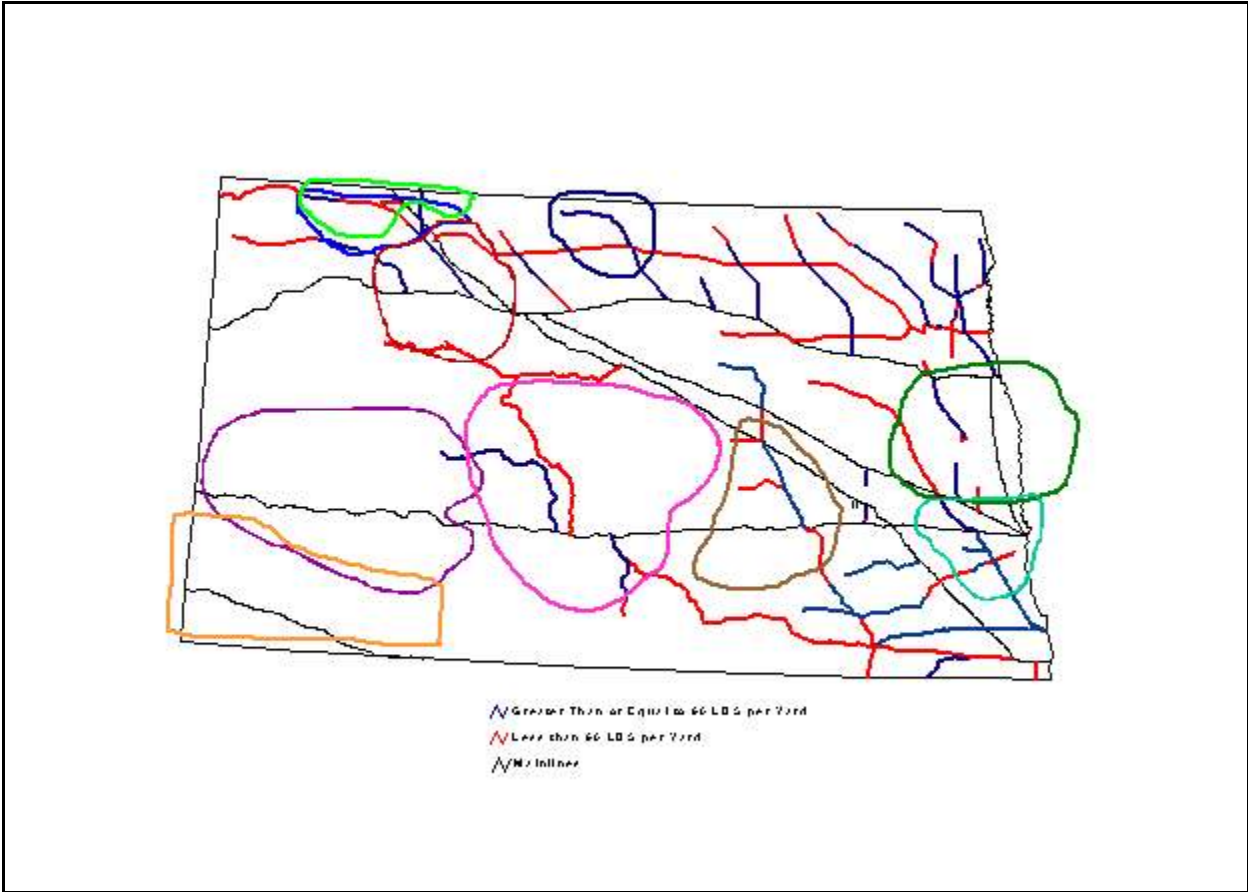 Greater Than or Equal to 66 LBS per Yard
Less than 66 LBS per Yard
Mainlines